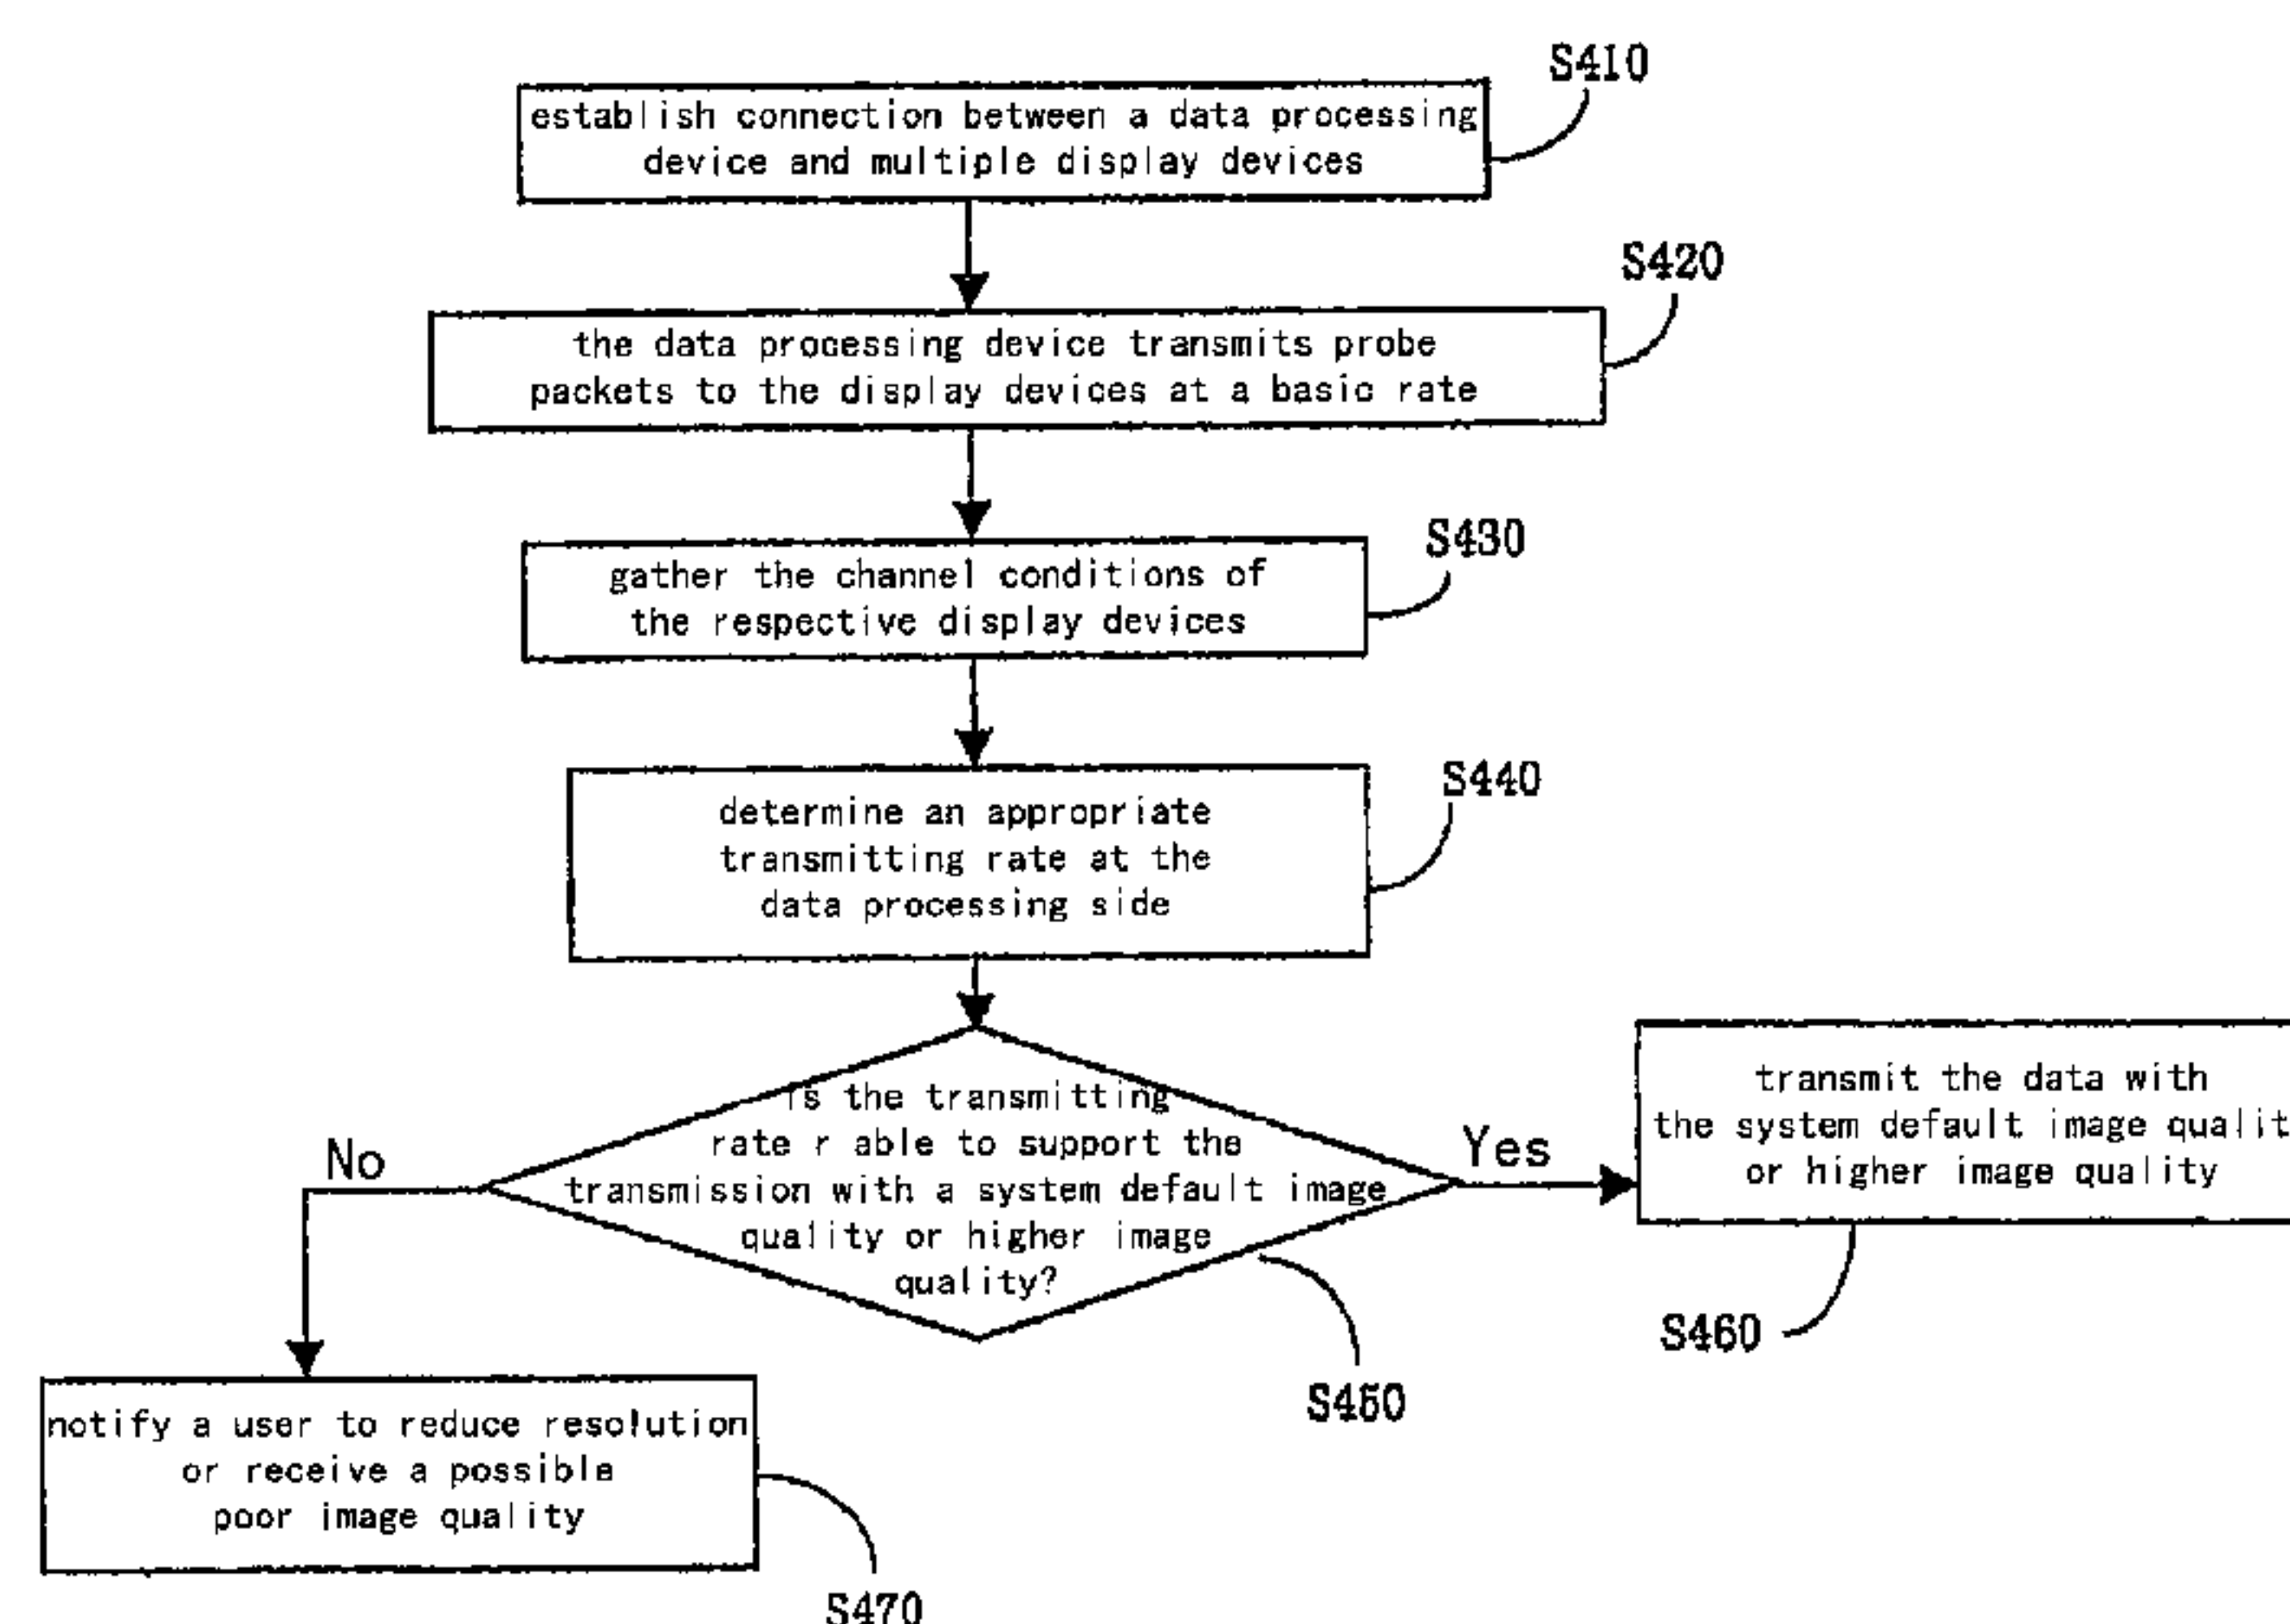 S410
establish connection between a data processing
device and multiple display devices
S420
the data processing device transmits probe
packets to the display devices at a basic rate
S430
gather the channel conditions of
the respective display devices
S440
determine an appropriate
transmitting rate at the
data processing side
is the transmitting
rate r able to support the
transmission with a system default image
quality or higher image
quality?
No
Yes
transmit the data with
the system default image qualit
or higher image quality
S460
S450
notify a user to reduce resolution
or receive a possible
poor image quality
S470